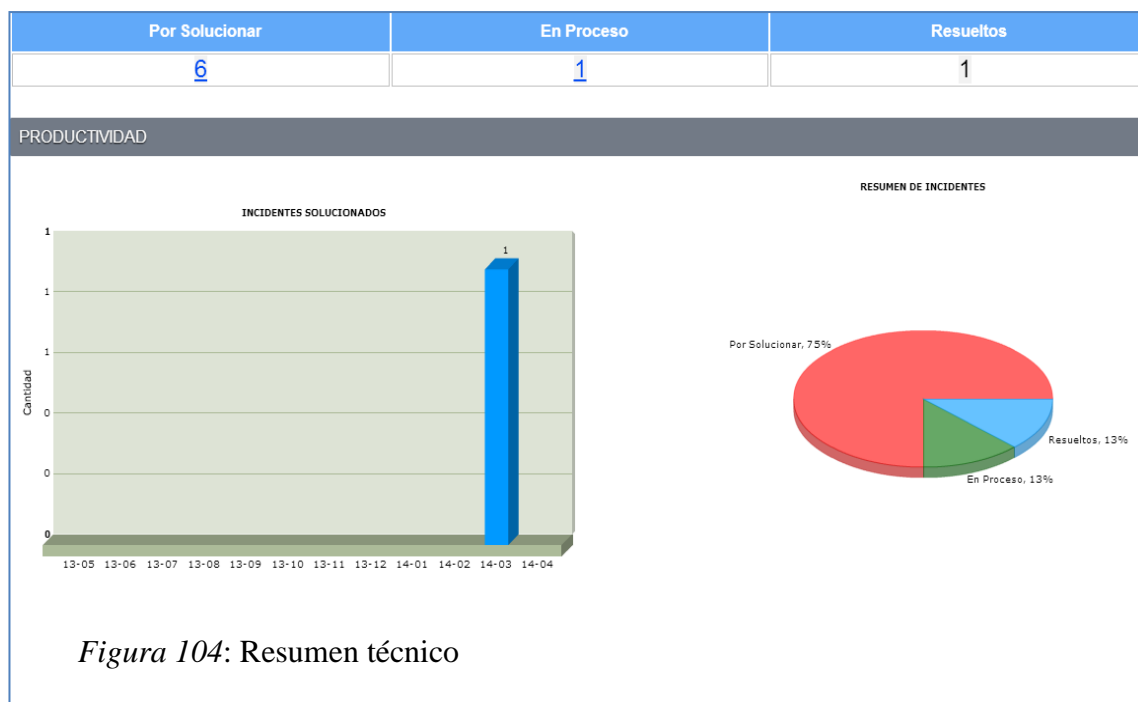 Por Solucionar En Proceso Resueltos
6 1 1
PRODUCTIVIDAD
INCIDENTES SOLUCIONADOS
Cantidad
1
1
1
0
0
0
1
13-05 13-06 13-07 13-08 13-09 13-10 13-11 13-12 14-01 14-02 14-03 14-04
RESUMEN DE INCIDENTES
Por Solucionar, 75%
Resueltos, 13%
En Proceso, 13%
Figura 104: Resumen técnico